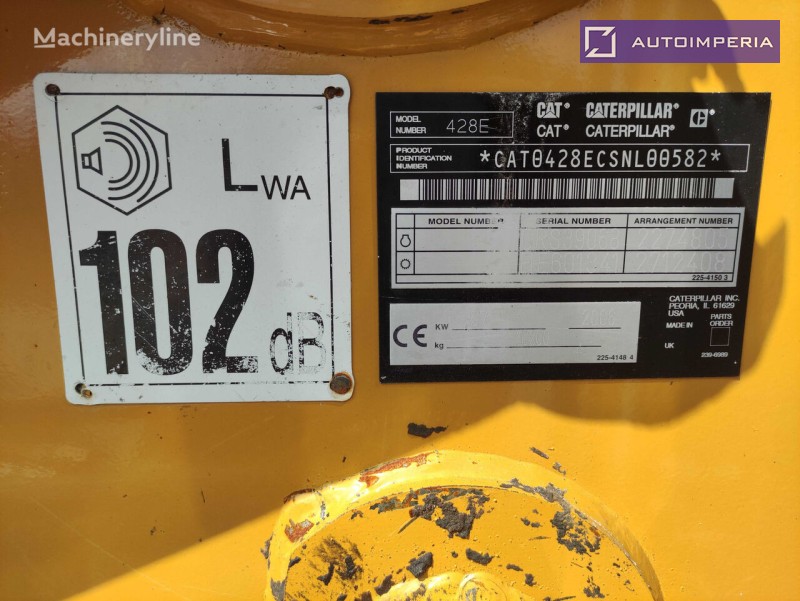 Machineryline
AUTOIMPERIA
LWA
102
dB
MODEL NUMBER 428E
CAT® CATERPILLAR®
CAT® CATERPILLAR®
PRODUCT IDENTIFICATION NUMBER *CAT0428ECSNL00582*
MODEL NUMBER SERIAL NUMBER ARRANGEMENT NUMBER
225-4150 3
CE KW
kg
225-4148 4
CATERPILLAR INC.
PEORIA, IL 61629
USA
MADE IN
PARTS ORDER
UK
239-6989